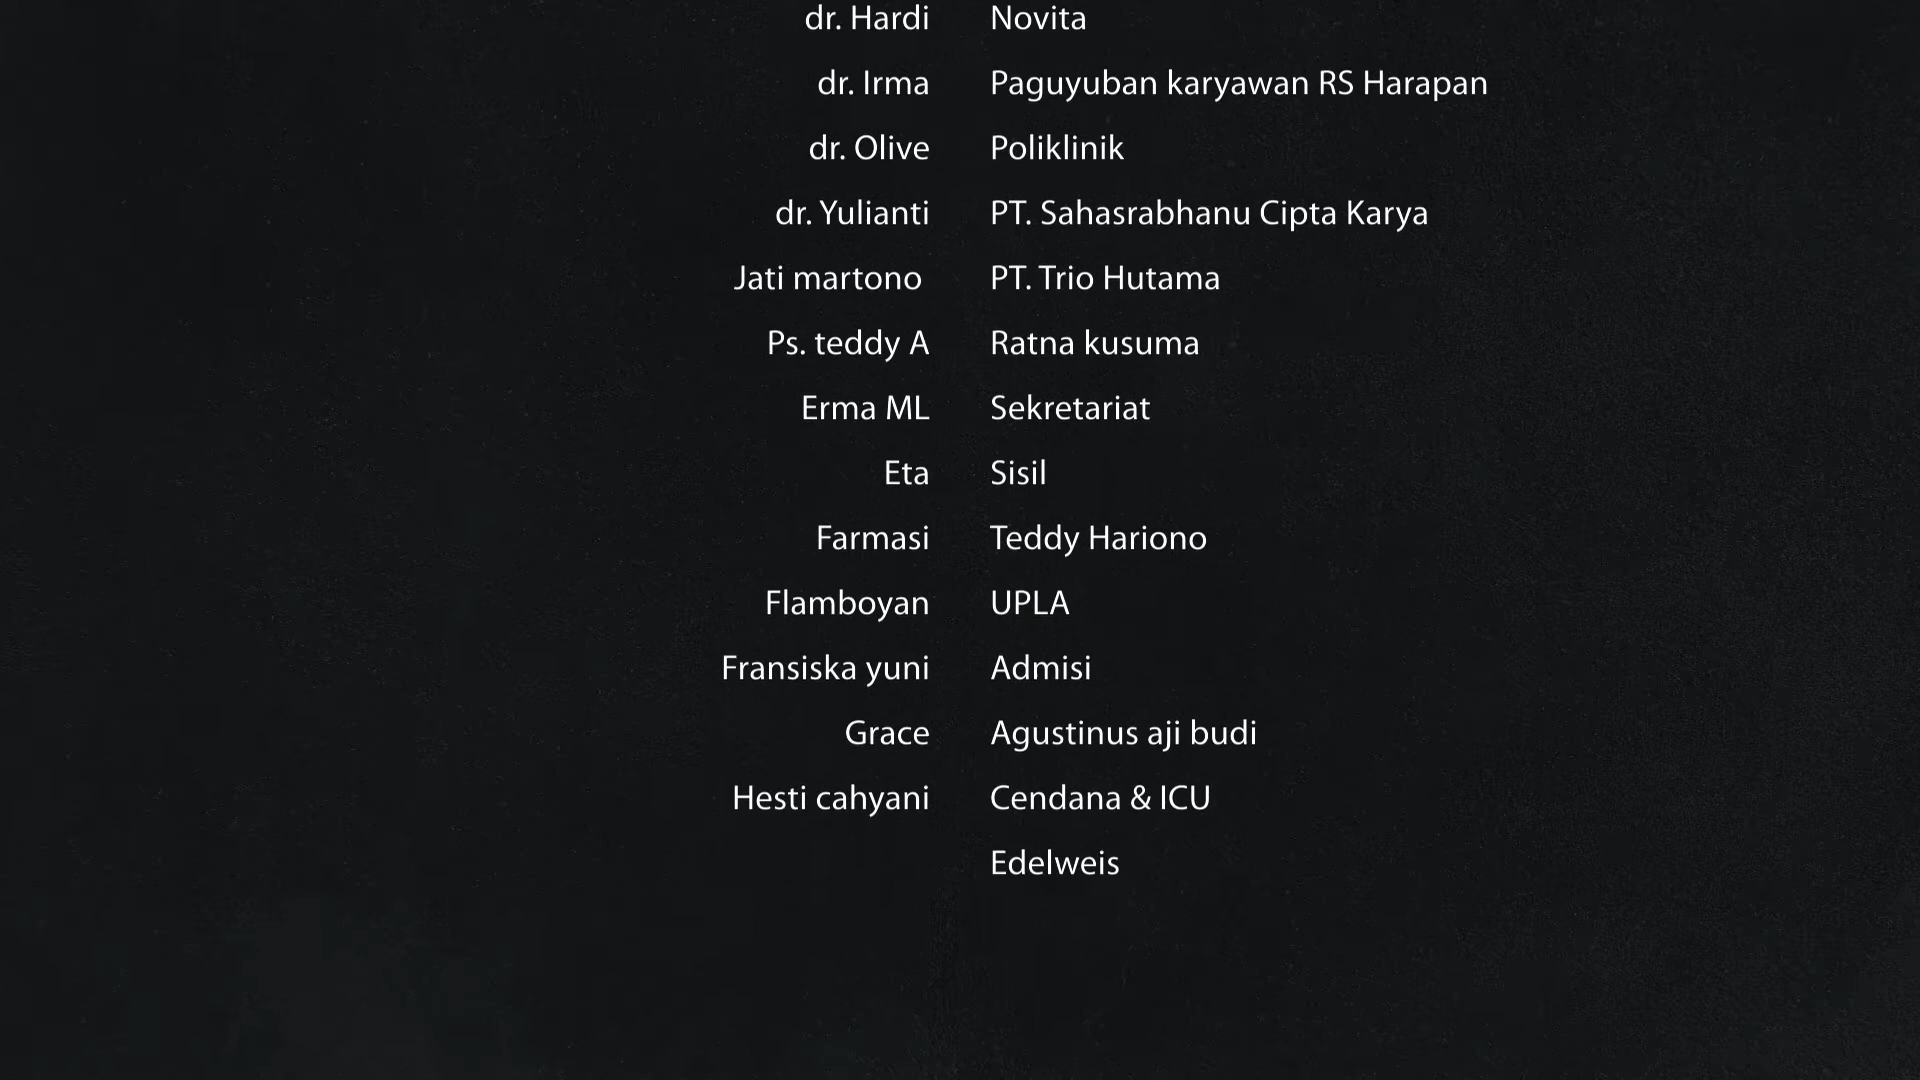 dr. Hardi Novita
dr. Irma Paguyuban karyawan RS Harapan
dr. Olive Poliklinik
dr. Yulianti PT. Sahasrabhanu Cipta Karya
Jati martono PT. Trio Hutama
Ps. teddy A Ratna kusuma
Erma ML Sekretariat
Eta Sisil
Farmasi Teddy Hariono
Flamboyan UPLA
Fransiska yuni Admisi
Grace Agustinus aji budi
Hesti cahyani Cendana & ICU
Edelweis